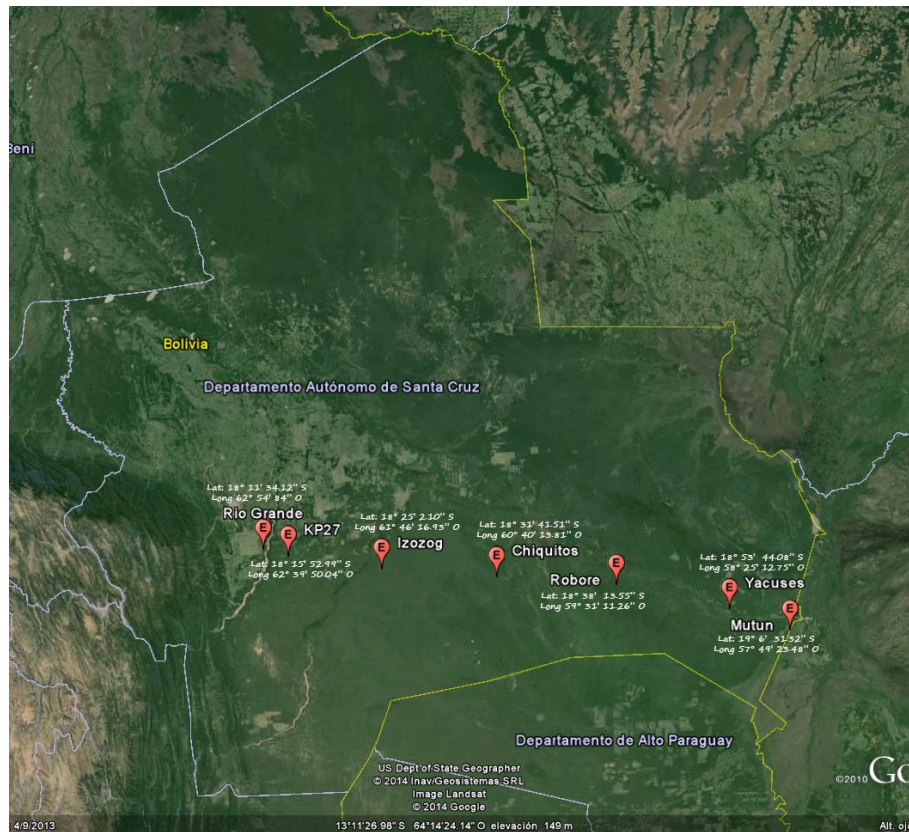 Beni
Bolivia
Departamento Autónomo de Santa Cruz
Lat: 18° 11' 34.12" S
Long 62° 54' 84" O
Rio Grande
KP27
Lat: 18° 15' 52.99" S
Long 62° 39' 50.04" O
Lat: 18° 25' 2.10" S
Long 61° 46' 16.93" O
Izozog
Lat: 18° 31' 41.51" S
Long 60° 40' 13.81" O
Chiquitos
Robore
Lat: 18° 38' 13.55" S
Long 59° 31' 11.26" O
Lat: 18° 53' 44.08" S
Long 58° 25' 12.75" O
Yacuses
Mutun
Lat: 19° 6' 31.32" S
Long 57° 49' 23.48" O
E
E
E
E
E
E
E
Departamento de Alto Paraguay
US Dept of State Geographer
© 2014 Inav/Geosistemas SRL
Image Landsat
© 2014 Google
©2010 Go
4/9/2013 13°11'26.98" S 64°14'24.14" O elevación 149 m Alt. oj